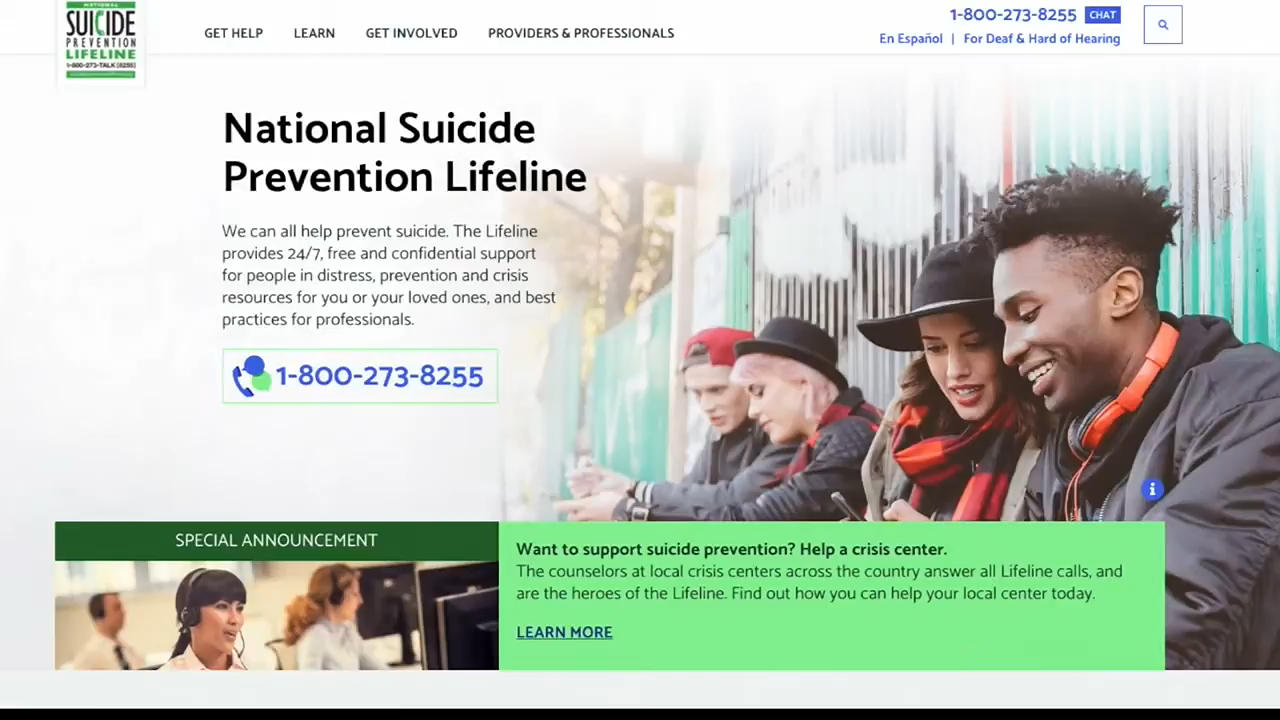 NATIONAL
SUICIDE
PREVENTION
LIFELINE
1-800-273-TALK (8255)
GET HELP
LEARN
GET INVOLVED
PROVIDERS & PROFESSIONALS
1-800-273-8255 CHAT
En Español | For Deaf & Hard of Hearing
National Suicide
Prevention Lifeline
We can all help prevent suicide. The Lifeline
provides 24/7, free and confidential support
for people in distress, prevention and crisis
resources for you or your loved ones, and best
practices for professionals.
1-800-273-8255
SPECIAL ANNOUNCEMENT
Want to support suicide prevention? Help a crisis center.
The counselors at local crisis centers across the country answer all Lifeline calls, and
are the heroes of the Lifeline. Find out how you can help your local center today.
LEARN MORE